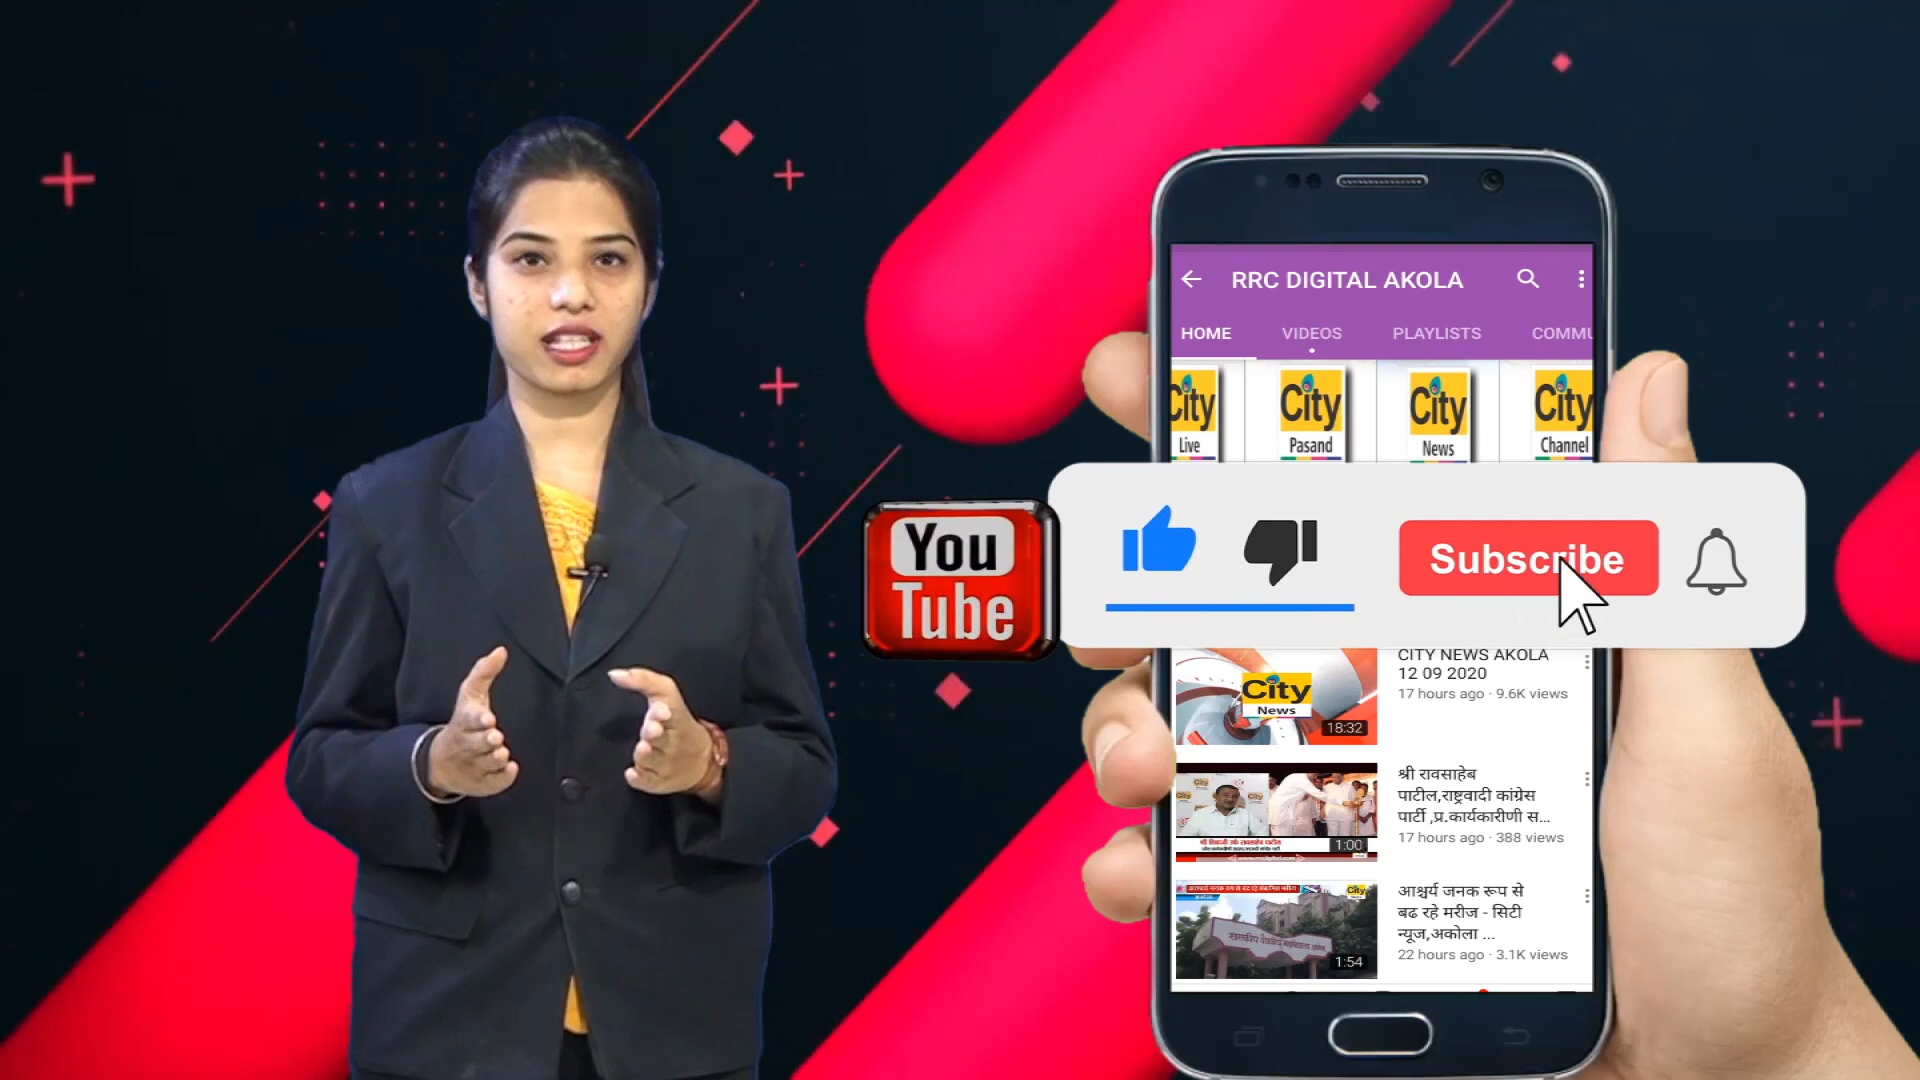 RRC DIGITAL AKOLA
HOME VIDEOS PLAYLISTS COMMU
City Live
City Pasand
City News
City Channel
You
Tube
Subscribe
CITY NEWS AKOLA
12 09 2020
17 hours ago · 9.6K views
City
News
18:32
श्री रावसाहेब
पाटील,राष्ट्रवादी कांग्रेस
पार्टी ,प्र.कार्यकारीणी स...
17 hours ago · 388 views
1:00
आश्चर्य जनक रूप से
बढ रहे मरीज - सिटी
न्यूज,अकोला ...
22 hours ago · 3.1K views
City
1:54